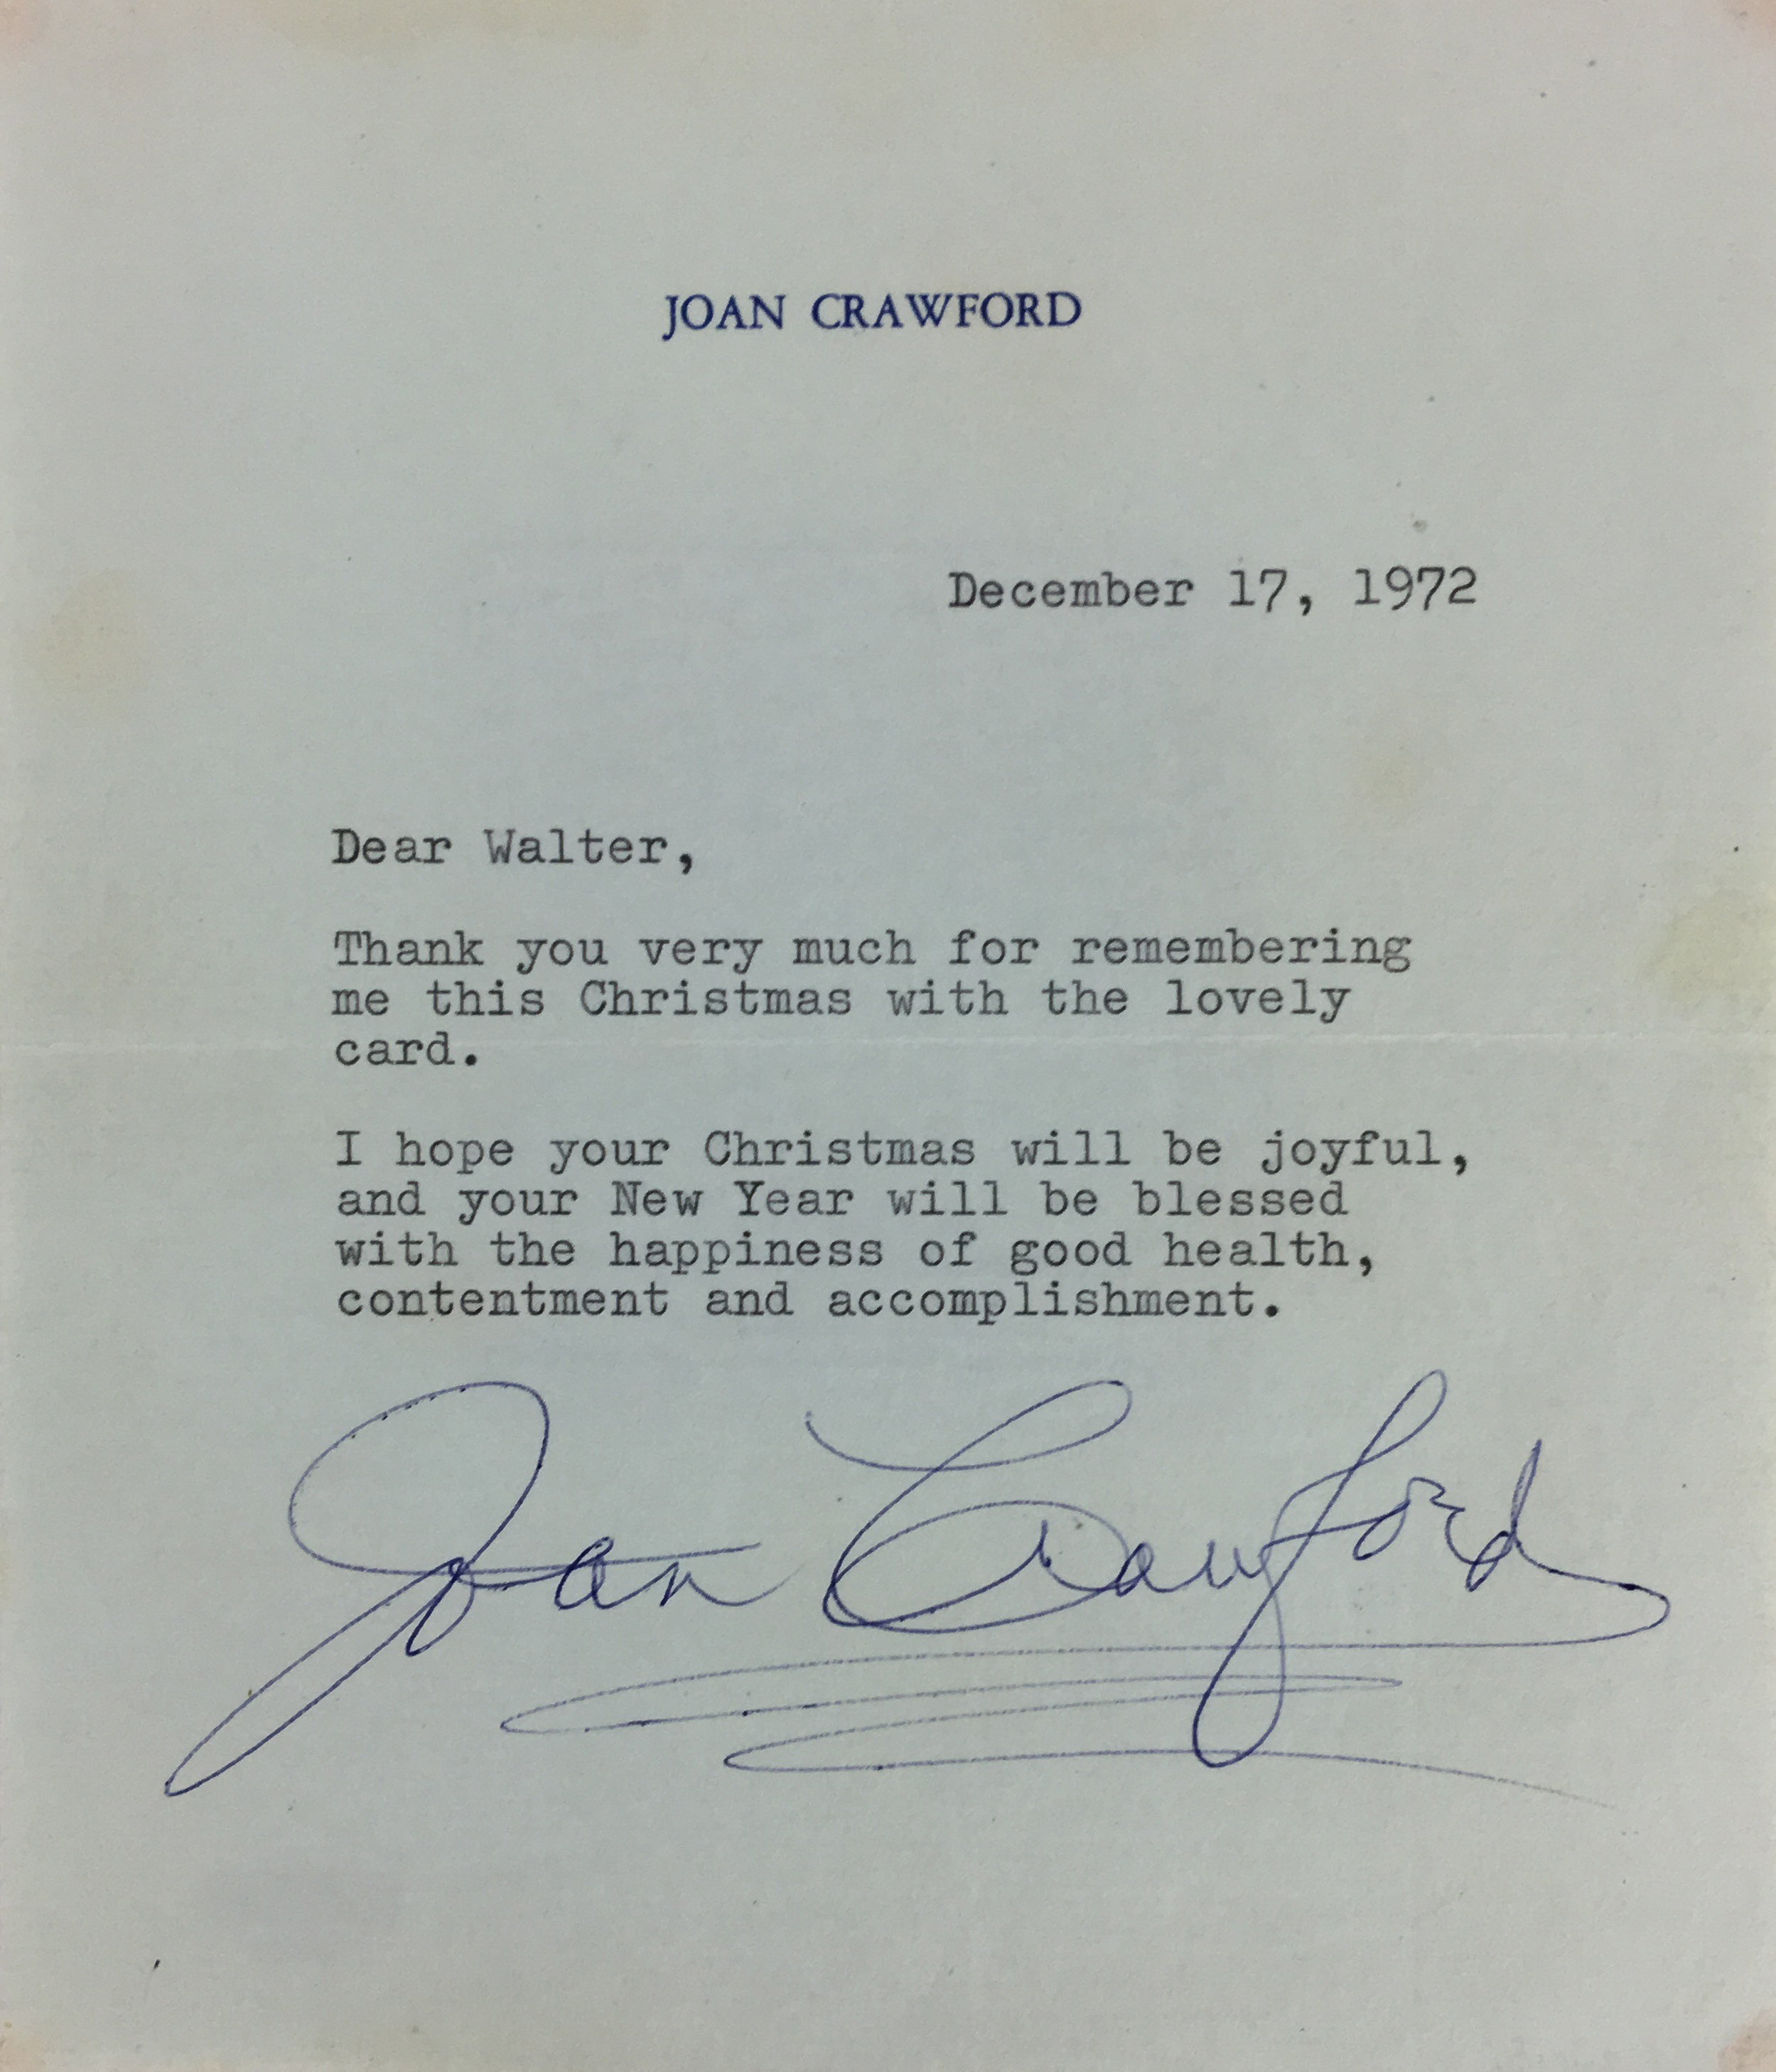 JOAN CRAWFORD
December 17, 1972
Dear Walter,
Thank you very much for remembering
me this Christmas with the lovely
card.
I hope your Christmas will be joyful,
and your New Year will be blessed
with the happiness of good health,
contentment and accomplishment.
Joan Crawford